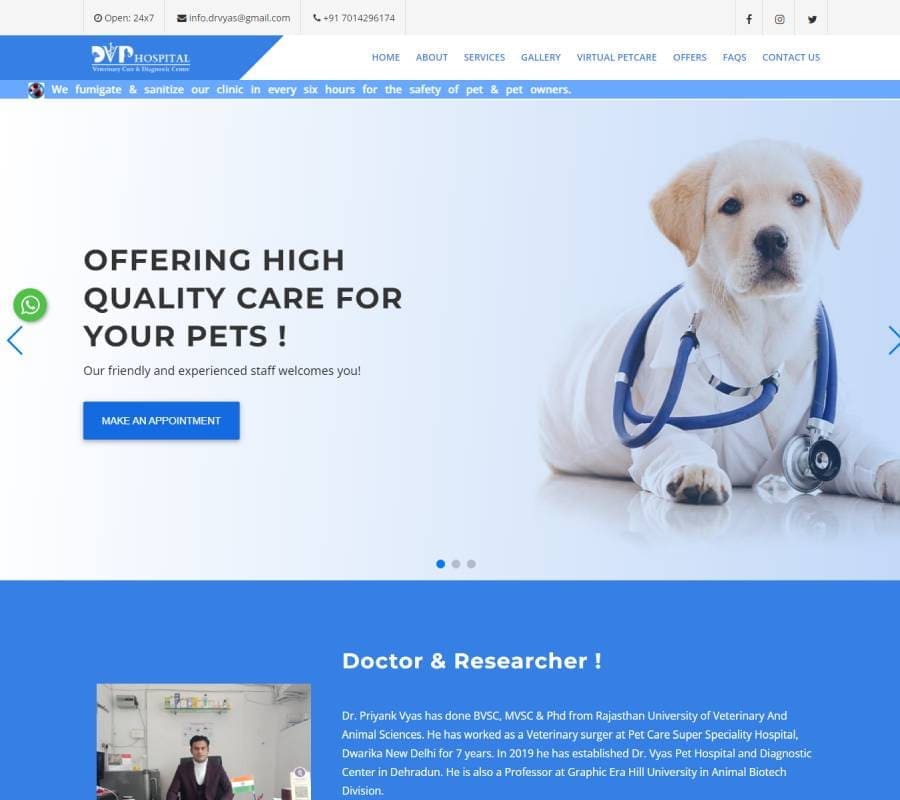 Open: 24x7
info.drvyas@gmail.com
+91 7014296174
DVP HOSPITAL
Veterinary Care & Diagnostic Center
HOME ABOUT SERVICES GALLERY VIRTUAL PETCARE OFFERS FAQS CONTACT US
We fumigate & sanitize our clinic in every six hours for the safety of pet & pet owners.
OFFERING HIGH
QUALITY CARE FOR
YOUR PETS !
Our friendly and experienced staff welcomes you!
MAKE AN APPOINTMENT
Doctor & Researcher !
Dr. Priyank Vyas has done BVSC, MVSC & Phd from Rajasthan University of Veterinary And
Animal Sciences. He has worked as a Veterinary surger at Pet Care Super Speciality Hospital,
Dwarika New Delhi for 7 years. In 2019 he has established Dr. Vyas Pet Hospital and Diagnostic
Center in Dehradun. He is also a Professor at Graphic Era Hill University in Animal Biotech
Division.